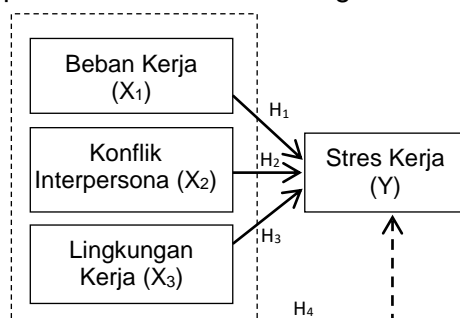 Beban Kerja
(X₁)
H₁
Konflik
Interpersona (X₂)
H₂
Stres Kerja
(Y)
Lingkungan
Kerja (X₃)
H₃
H₄